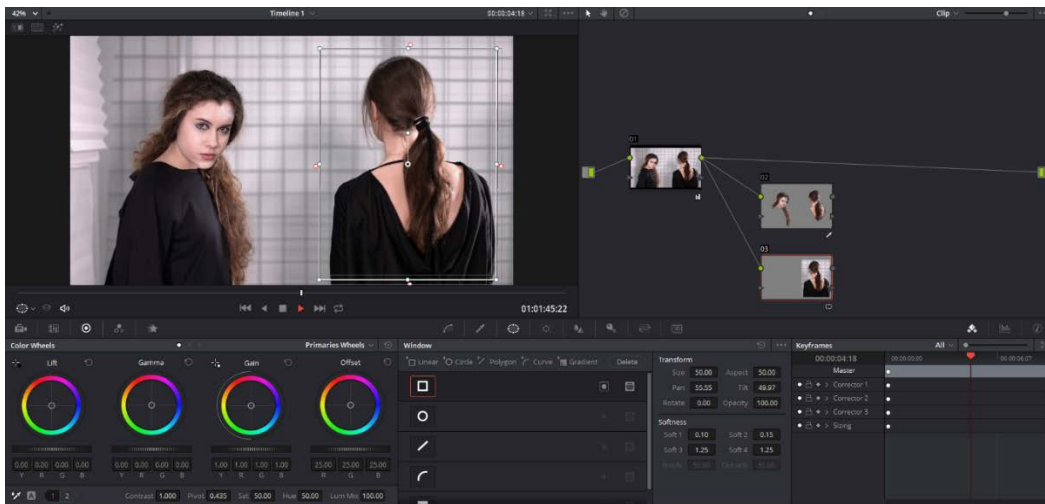 42%
Timeline 1
00:00:04:18
Clip
01
02
03
01:01:45:22
Color Wheels
Primaries Wheels
Window
Keyframes
All
Lift
Gamma
Gain
Offset
Linear
Circle
Polygon
Curve
Gradient
Delete
Transform
00:00:04:18
00:00:00:00
00:00:06:07
Size 50.00 Aspect 50.00
Master
Pan 55.55 Tilt 49.97
Corrector 1
Rotate 0.00 Opacity 100.00
Corrector 2
Corrector 3
Softness
Sizing
Soft 1 0.10 Soft 2 0.15
Soft 3 1.25 Soft 4 1.25
0.00 0.00 0.00 0.00
0.00 0.00 0.00 0.00
1.00 1.00 1.00 1.00
25.00 25.00 25.00
Y R G B
Y R G B
Y R G B
R G B
A 1 2
Contrast 1.000 Pivot 0.435 Sat 50.00 Hue 50.00 Lum Mix 100.00